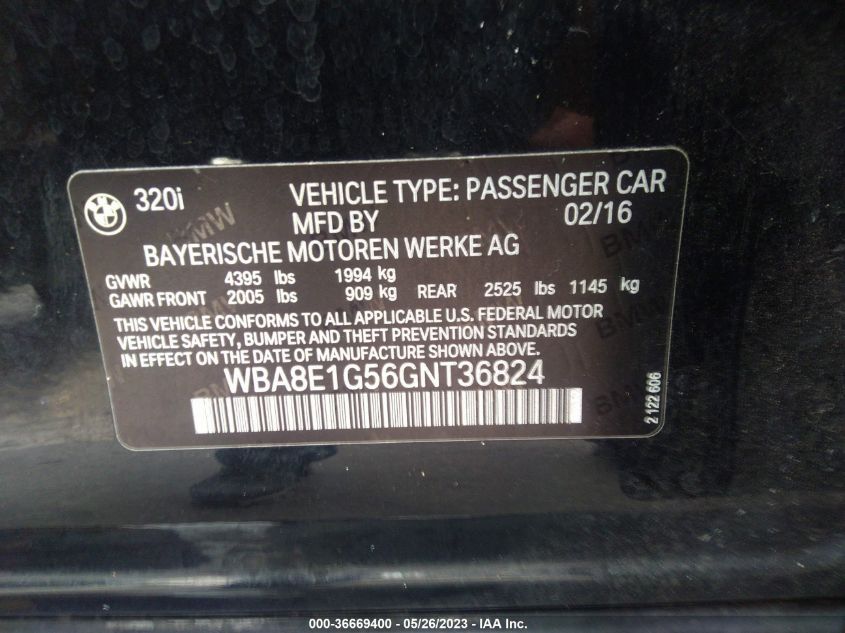 320i VEHICLE TYPE: PASSENGER CAR
MFD BY 02/16
BAYERISCHE MOTOREN WERKE AG
GVWR 4395 lbs 1994 kg
GAWR FRONT 2005 lbs 909 kg REAR 2525 lbs 1145 kg
THIS VEHICLE CONFORMS TO ALL APPLICABLE U.S. FEDERAL MOTOR
VEHICLE SAFETY, BUMPER AND THEFT PREVENTION STANDARDS
IN EFFECT ON THE DATE OF MANUFACTURE SHOWN ABOVE.
WBA8E1G56GNT36824
2 122 606
000-36669400 - 05/26/2023 - IAA Inc.